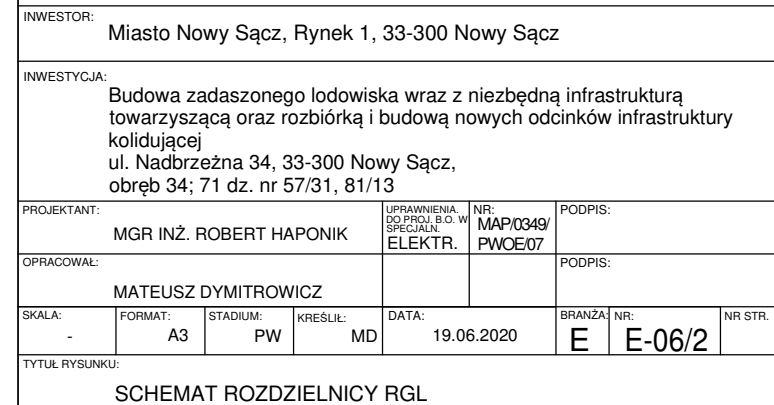 INWESTOR:
Miasto Nowy Sącz, Rynek 1, 33-300 Nowy Sącz
INWESTYCJA:
Budowa zadaszonego lodowiska wraz z niezbędną infrastrukturą
towarzyszącą oraz rozbiórką i budową nowych odcinków infrastruktury
kolidującej
ul. Nadbrzeżna 34, 33-300 Nowy Sącz,
obręb 34; 71 dz. nr 57/31, 81/13
PROJEKTANT:
MGR INŻ. ROBERT HAPONIK
UPRAWNIENIA.
DO PROJ. B.O. W
SPECJALN.
ELEKTR.
NR:
MAP/0349/
PWOE/07
PODPIS:
OPRACOWAŁ:
MATEUSZ DYMITROWICZ
PODPIS:
SKALA:
-
FORMAT:
A3
STADIUM:
PW
KREŚLIŁ:
MD
DATA:
19.06.2020
BRANŻA:
E
NR:
E-06/2
NR STR.
TYTUŁ RYSUNKU:
SCHEMAT ROZDZIELNICY RGL